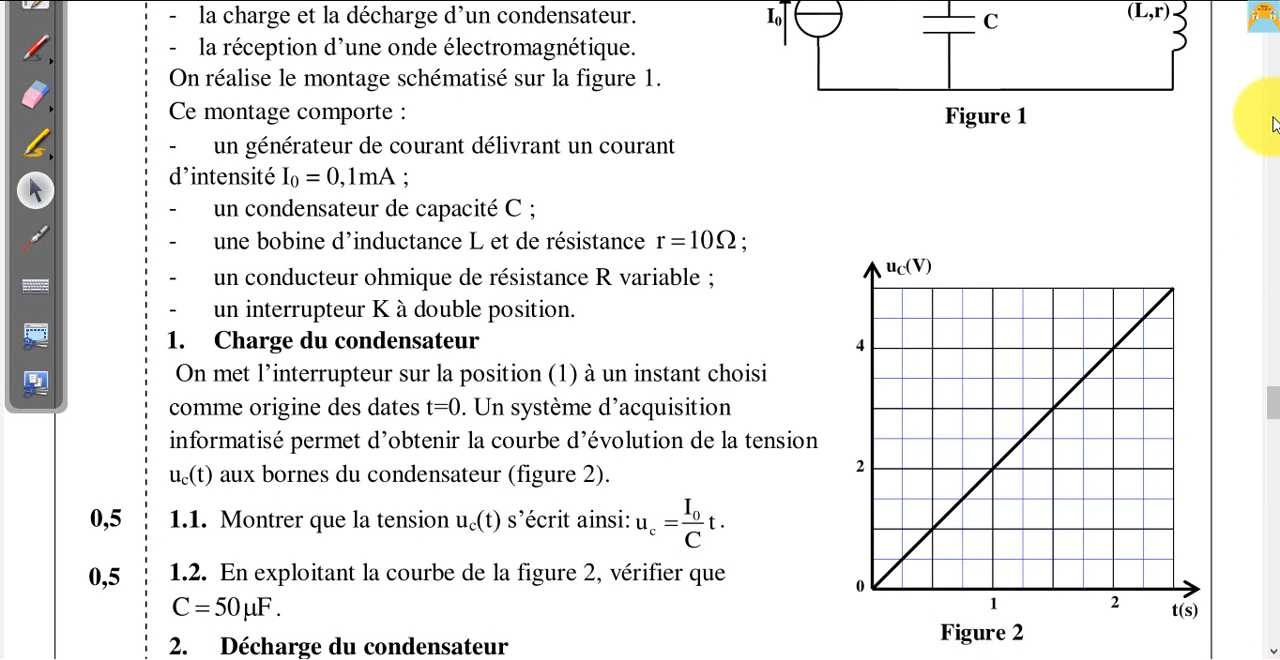 - la charge et la décharge d'un condensateur.
- la réception d'une onde électromagnétique.
On réalise le montage schématisé sur la figure 1.
Ce montage comporte :
- un générateur de courant délivrant un courant
d'intensité I₀ = 0,1mA ;
- un condensateur de capacité C ;
- une bobine d'inductance L et de résistance r = 10Ω ;
- un conducteur ohmique de résistance R variable ;
- un interrupteur K à double position.
I₀
C
(L,r)
Figure 1
1. Charge du condensateur
On met l'interrupteur sur la position (1) à un instant choisi
comme origine des dates t=0. Un système d'acquisition
informatisé permet d'obtenir la courbe d'évolution de la tension
u꜀(t) aux bornes du condensateur (figure 2).
0,5 1.1. Montrer que la tension u꜀(t) s'écrit ainsi: u꜀ = I₀/C t .
0,5 1.2. En exploitant la courbe de la figure 2, vérifier que
C = 50 µF .
2. Décharge du condensateur
u_C(V)
4
2
0
1 2
t(s)
Figure 2